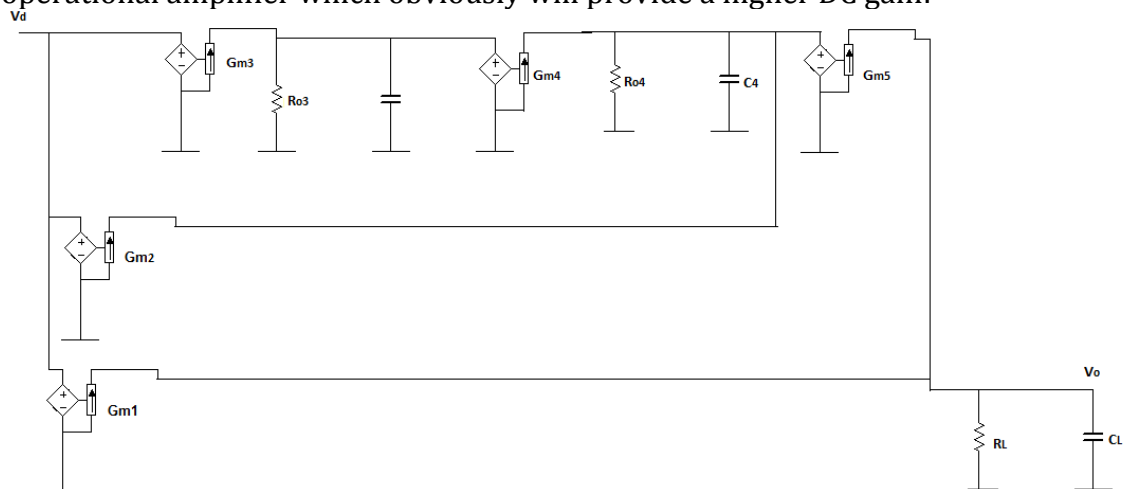 operational amplifier which obviously will provide a higher DC gain.
Vd
Gm3
Ro3
Gm4
Ro4
C4
Gm5
Gm2
Gm1
Vo
RL
CL